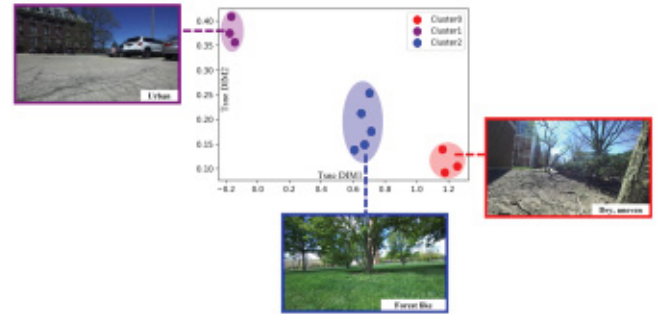 0.40
0.35
0.30
0.25
0.20
0.15
0.10
Tsne DIM2
Cluster0
Cluster1
Cluster2
Tsne DIM1
−0.2
0.0
0.2
0.4
0.6
0.8
1.0
1.2
Urban
Dry, uneven
Forest like